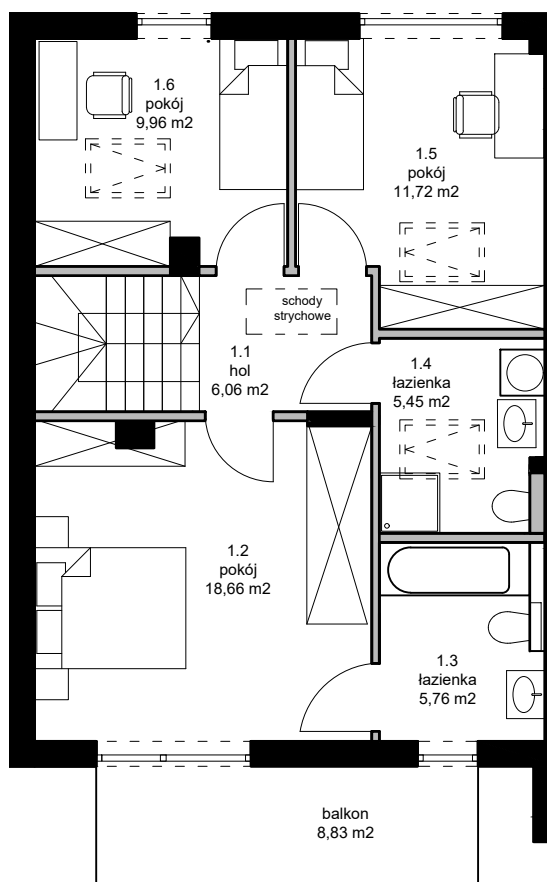 1.6
pokój
9,96 m2
1.5
pokój
11,72 m2
schody
strychowe
1.1
hol
6,06 m2
1.4
łazienka
5,45 m2
1.2
pokój
18,66 m2
1.3
łazienka
5,76 m2
balkon
8,83 m2